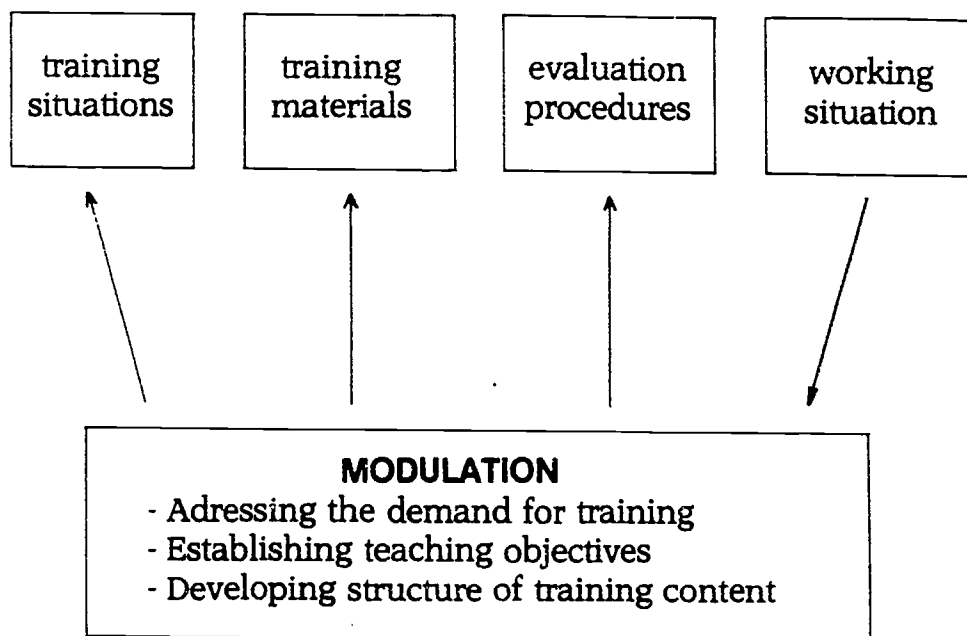 training
situations
training
materials
evaluation
procedures
working
situation
MODULATION
- Adressing the demand for training
- Establishing teaching objectives
- Developing structure of training content